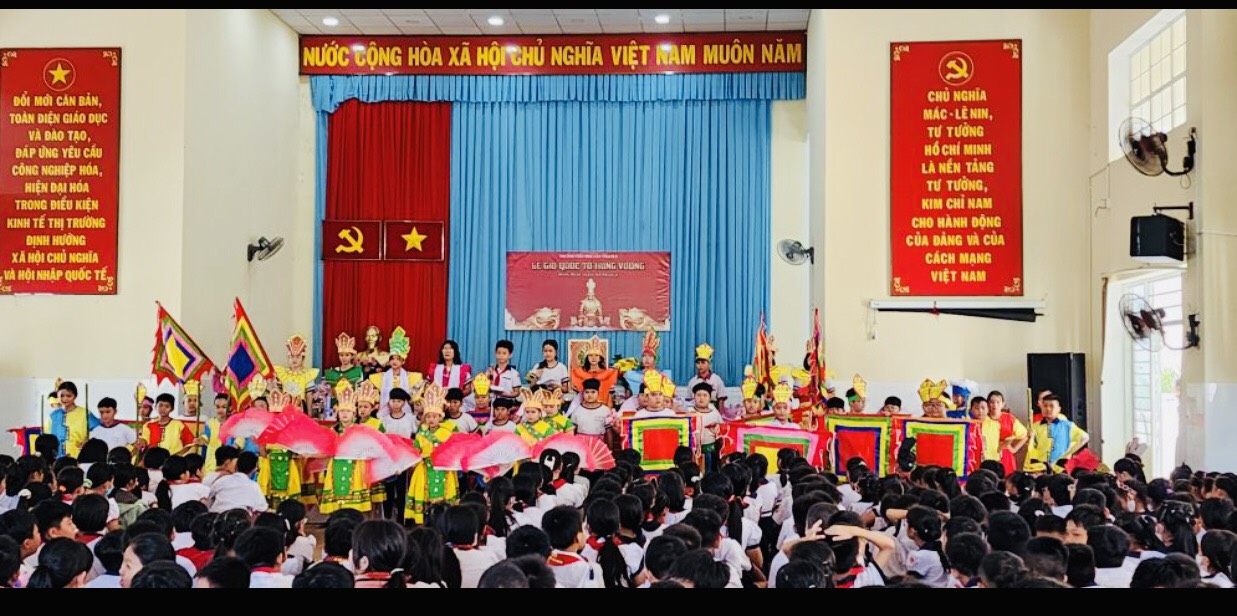 NƯỚC CỘNG HÒA XÃ HỘI CHỦ NGHĨA VIỆT NAM MUÔN NĂM
ĐỔI MỚI CĂN BẢN,
TOÀN DIỆN GIÁO DỤC
VÀ ĐÀO TẠO,
ĐÁP ỨNG YÊU CẦU
CÔNG NGHIỆP HÓA,
HIỆN ĐẠI HÓA
TRONG ĐIỀU KIỆN
KINH TẾ THỊ TRƯỜNG
ĐỊNH HƯỚNG
XÃ HỘI CHỦ NGHĨA
VÀ HỘI NHẬP QUỐC TẾ
LỄ GIỖ QUỐC TỔ HÙNG VƯƠNG
CHỦ NGHĨA
MÁC - LÊ NIN,
TƯ TƯỞNG
HỒ CHÍ MINH
LÀ NỀN TẢNG
TƯ TƯỞNG,
KIM CHỈ NAM
CHO HÀNH ĐỘNG
CỦA ĐẢNG VÀ CỦA
CÁCH MẠNG
VIỆT NAM